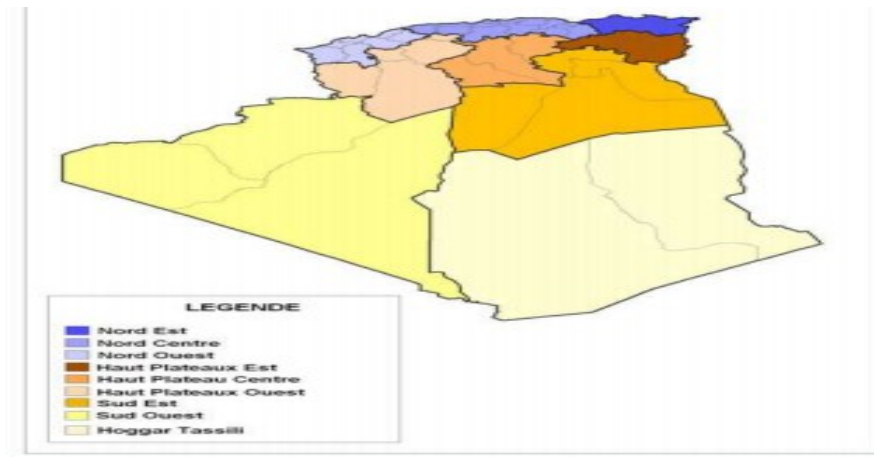 LEGENDE
Nord Est
Nord Centre
Nord Ouest
Haut Plateaux Est
Haut Plateau Centre
Haut Plateaux Ouest
Sud Est
Sud Ouest
Hoggar Tassili